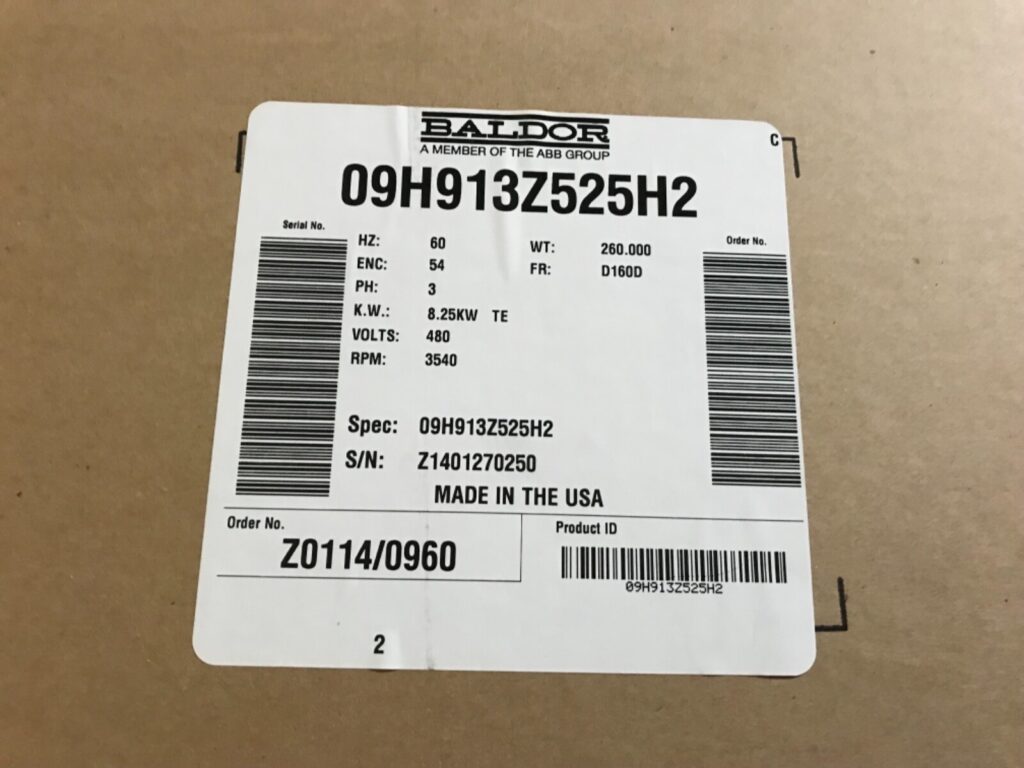 BALDOR
A MEMBER OF THE ABB GROUP
C
09H913Z525H2
Serial No.
Order No.
HZ: 60 WT: 260.000
ENC: 54 FR: D160D
PH: 3
K.W.: 8.25KW TE
VOLTS: 480
RPM: 3540
Spec: 09H913Z525H2
S/N: Z1401270250
MADE IN THE USA
Order No.
Z0114/0960
Product ID
09H913Z525H2
2